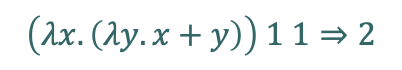 (λx. (λy. x + y)) 1 1 ⇒ 2